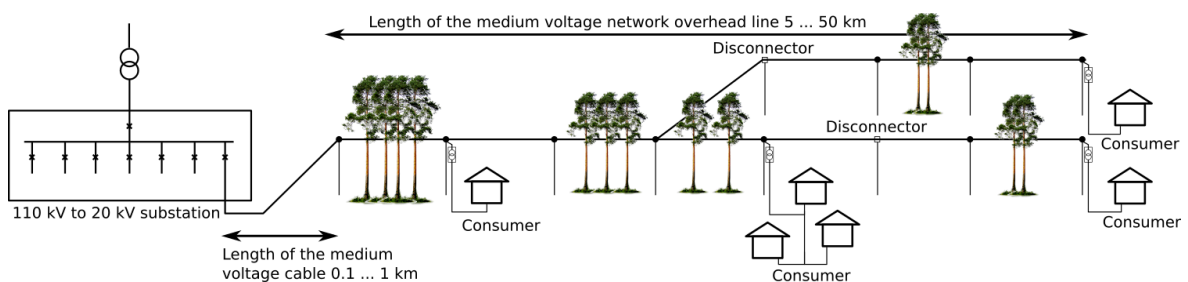 Length of the medium voltage network overhead line 5 ... 50 km
Disconnector
Disconnector
Consumer
110 kV to 20 kV substation
Consumer
Consumer
Length of the medium
voltage cable 0.1 ... 1 km
Consumer